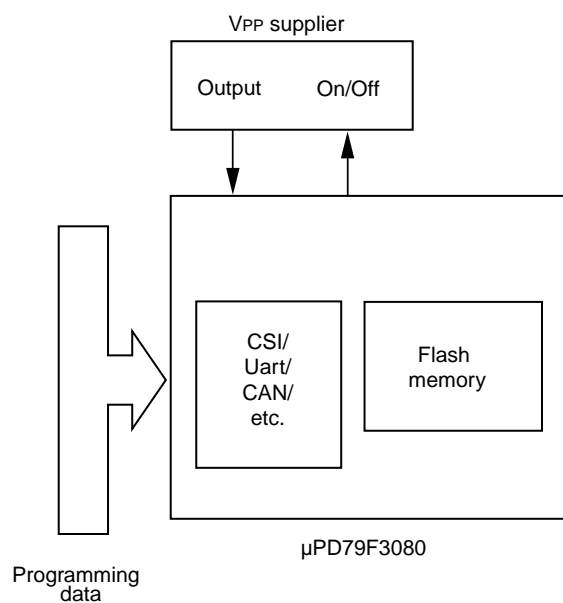 VPP supplier
Output On/Off
CSI/
Uart/
CAN/
etc.
Flash
memory
µPD79F3080
Programming
data